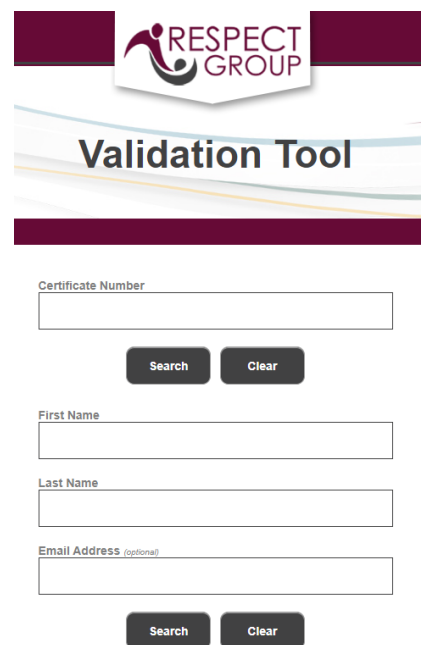 RESPECT
GROUP
Validation Tool
Certificate Number
Search Clear
First Name
Last Name
Email Address (optional)
Search Clear